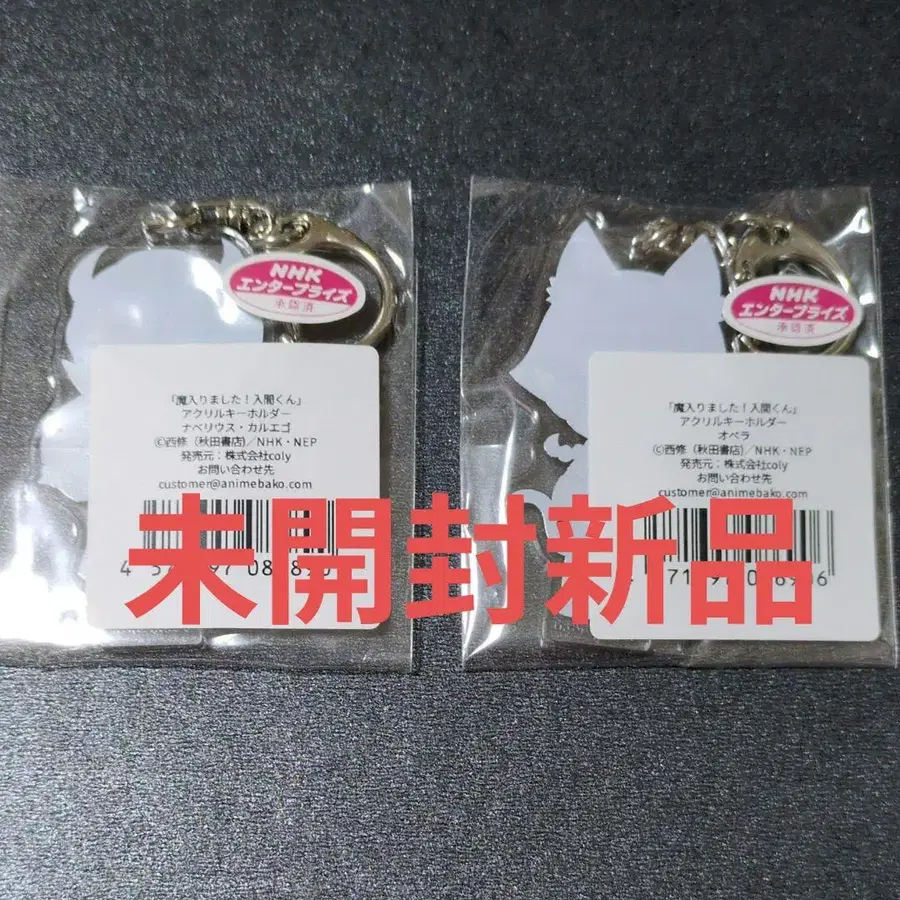 NHK
エンタープライズ
承認済
「魔入りました！入間くん」
アクリルキーホルダー
ナベリウス・カルエゴ
©西修（秋田書店）／NHK・NEP
発売元：株式会社coly
お問い合わせ先
customer@animebako.com
NHK
エンタープライズ
承認済
「魔入りました！入間くん」
アクリルキーホルダー
オペラ
©西修（秋田書店）／NHK・NEP
発売元：株式会社coly
お問い合わせ先
customer@animebako.com
未開封新品